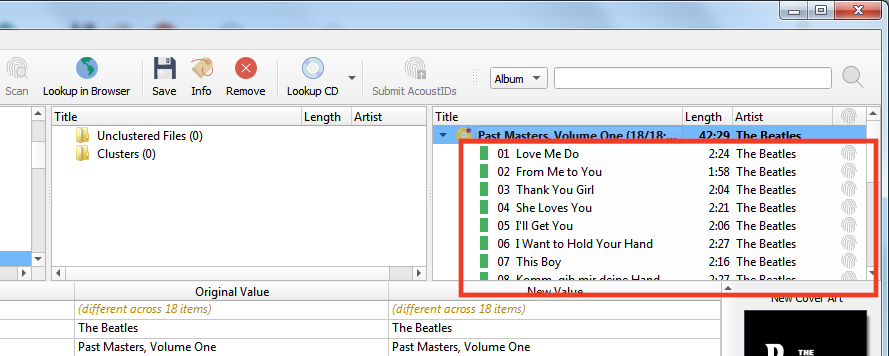 Scan
Lookup in Browser
Save
Info
Remove
Lookup CD
Submit AcoustIDs
Album
Title Length Artist
Unclustered Files (0)
Clusters (0)
Title Length Artist
Past Masters, Volume One (18/18; 42:29 The Beatles
01 Love Me Do 2:24 The Beatles
02 From Me to You 1:58 The Beatles
03 Thank You Girl 2:04 The Beatles
04 She Loves You 2:21 The Beatles
05 I'll Get You 2:06 The Beatles
06 I Want to Hold Your Hand 2:27 The Beatles
07 This Boy 2:16 The Beatles
08 Komm, gib mir deine Hand 2:27 The Beatles
Original Value New Value
(different across 18 items) (different across 18 items)
The Beatles The Beatles
Past Masters, Volume One Past Masters, Volume One
New Cover Art
THE